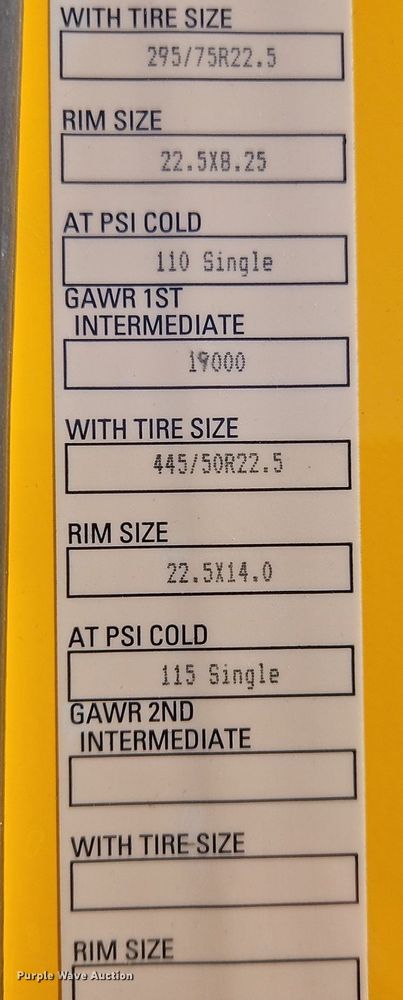 WITH TIRE SIZE
295/75R22.5
RIM SIZE
22.5X8.25
AT PSI COLD
110 Single
GAWR 1ST
INTERMEDIATE
19000
WITH TIRE SIZE
445/50R22.5
RIM SIZE
22.5X14.0
AT PSI COLD
115 Single
GAWR 2ND
INTERMEDIATE
WITH TIRE SIZE
RIM SIZE
Purple Wave Auction